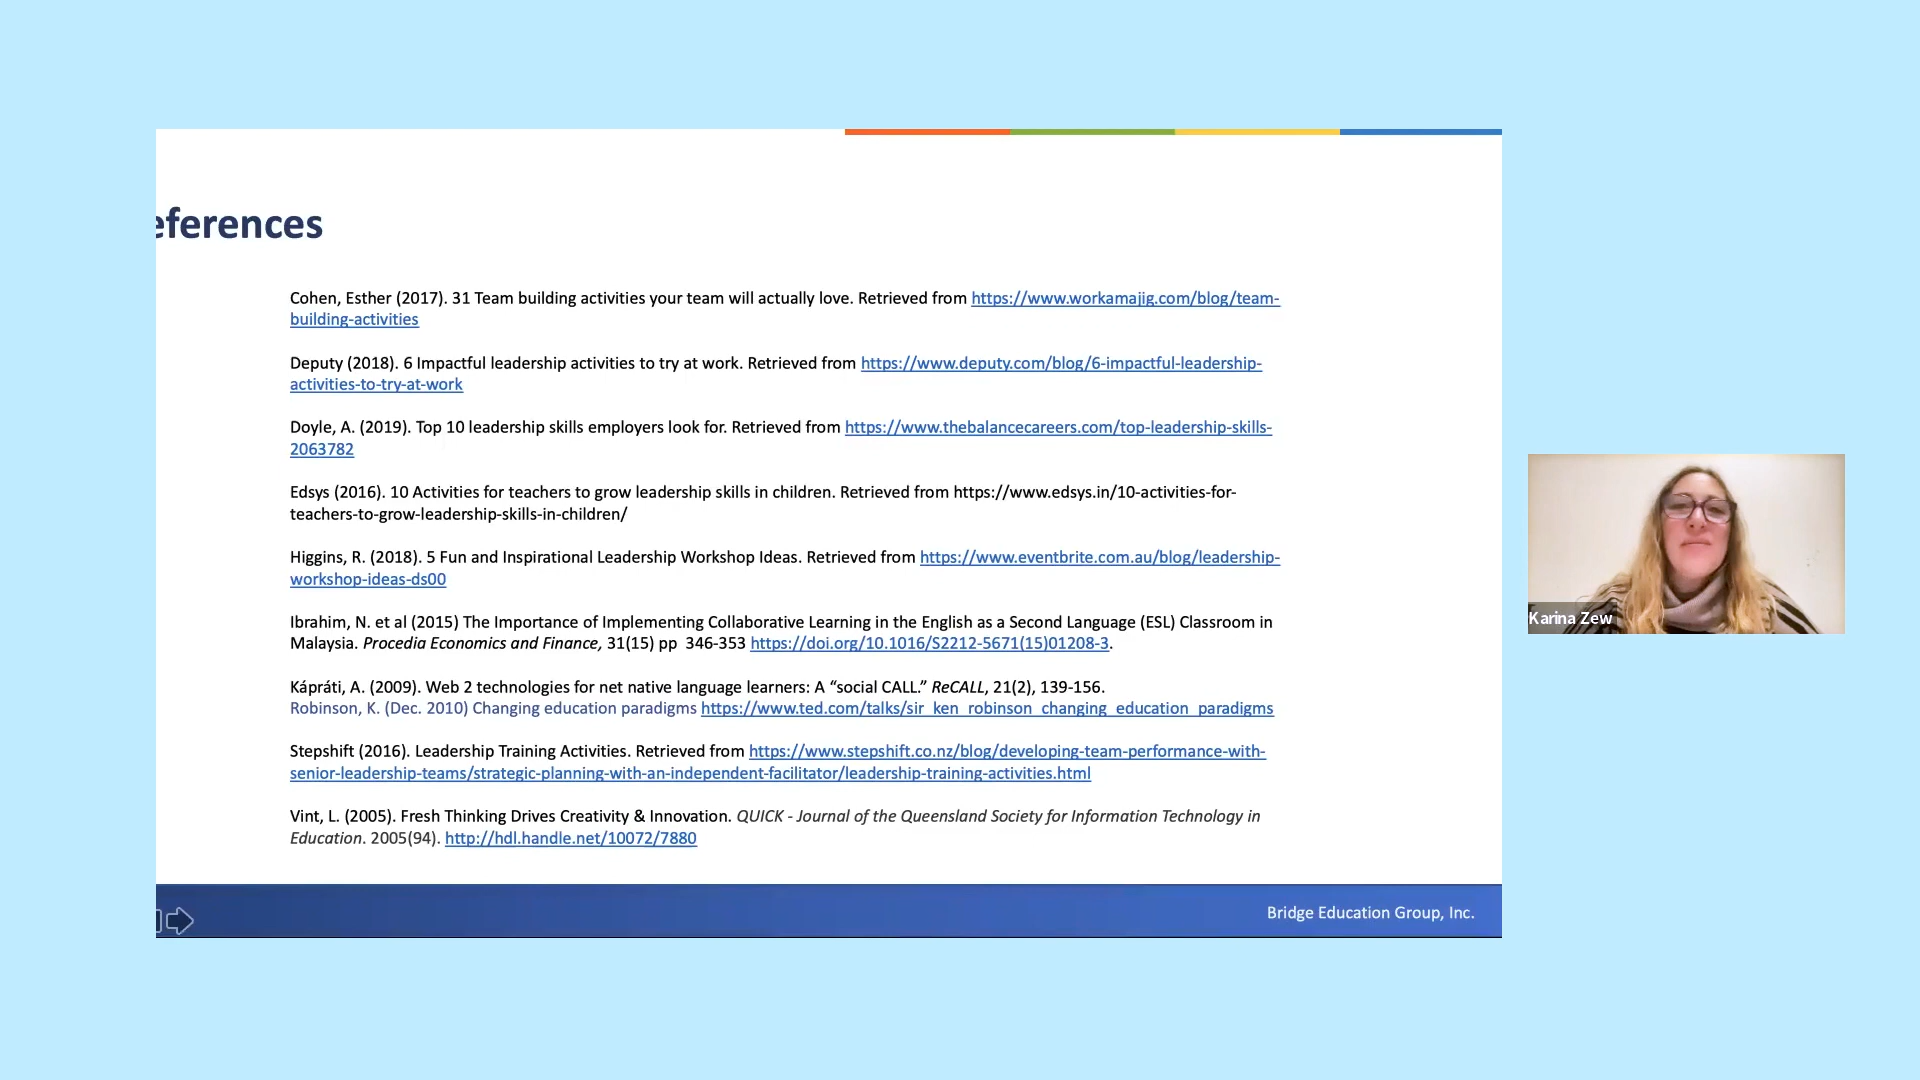 eferences
Cohen, Esther (2017). 31 Team building activities your team will actually love. Retrieved from https://www.workamajig.com/blog/team-
building-activities
Deputy (2018). 6 Impactful leadership activities to try at work. Retrieved from https://www.deputy.com/blog/6-impactful-leadership-
activities-to-try-at-work
Doyle, A. (2019). Top 10 leadership skills employers look for. Retrieved from https://www.thebalancecareers.com/top-leadership-skills-
2063782
Edsys (2016). 10 Activities for teachers to grow leadership skills in children. Retrieved from https://www.edsys.in/10-activities-for-
teachers-to-grow-leadership-skills-in-children/
Higgins, R. (2018). 5 Fun and Inspirational Leadership Workshop Ideas. Retrieved from https://www.eventbrite.com.au/blog/leadership-
workshop-ideas-ds00
Ibrahim, N. et al (2015) The Importance of Implementing Collaborative Learning in the English as a Second Language (ESL) Classroom in
Malaysia. Procedia Economics and Finance, 31(15) pp  346-353 https://doi.org/10.1016/S2212-5671(15)01208-3.
Kápráti, A. (2009). Web 2 technologies for net native language learners: A “social CALL.” ReCALL, 21(2), 139-156.
Robinson, K. (Dec. 2010) Changing education paradigms https://www.ted.com/talks/sir_ken_robinson_changing_education_paradigms
Stepshift (2016). Leadership Training Activities. Retrieved from https://www.stepshift.co.nz/blog/developing-team-performance-with-
senior-leadership-teams/strategic-planning-with-an-independent-facilitator/leadership-training-activities.html
Vint, L. (2005). Fresh Thinking Drives Creativity & Innovation. QUICK - Journal of the Queensland Society for Information Technology in
Education. 2005(94). http://hdl.handle.net/10072/7880
Bridge Education Group, Inc.
Karina Zew